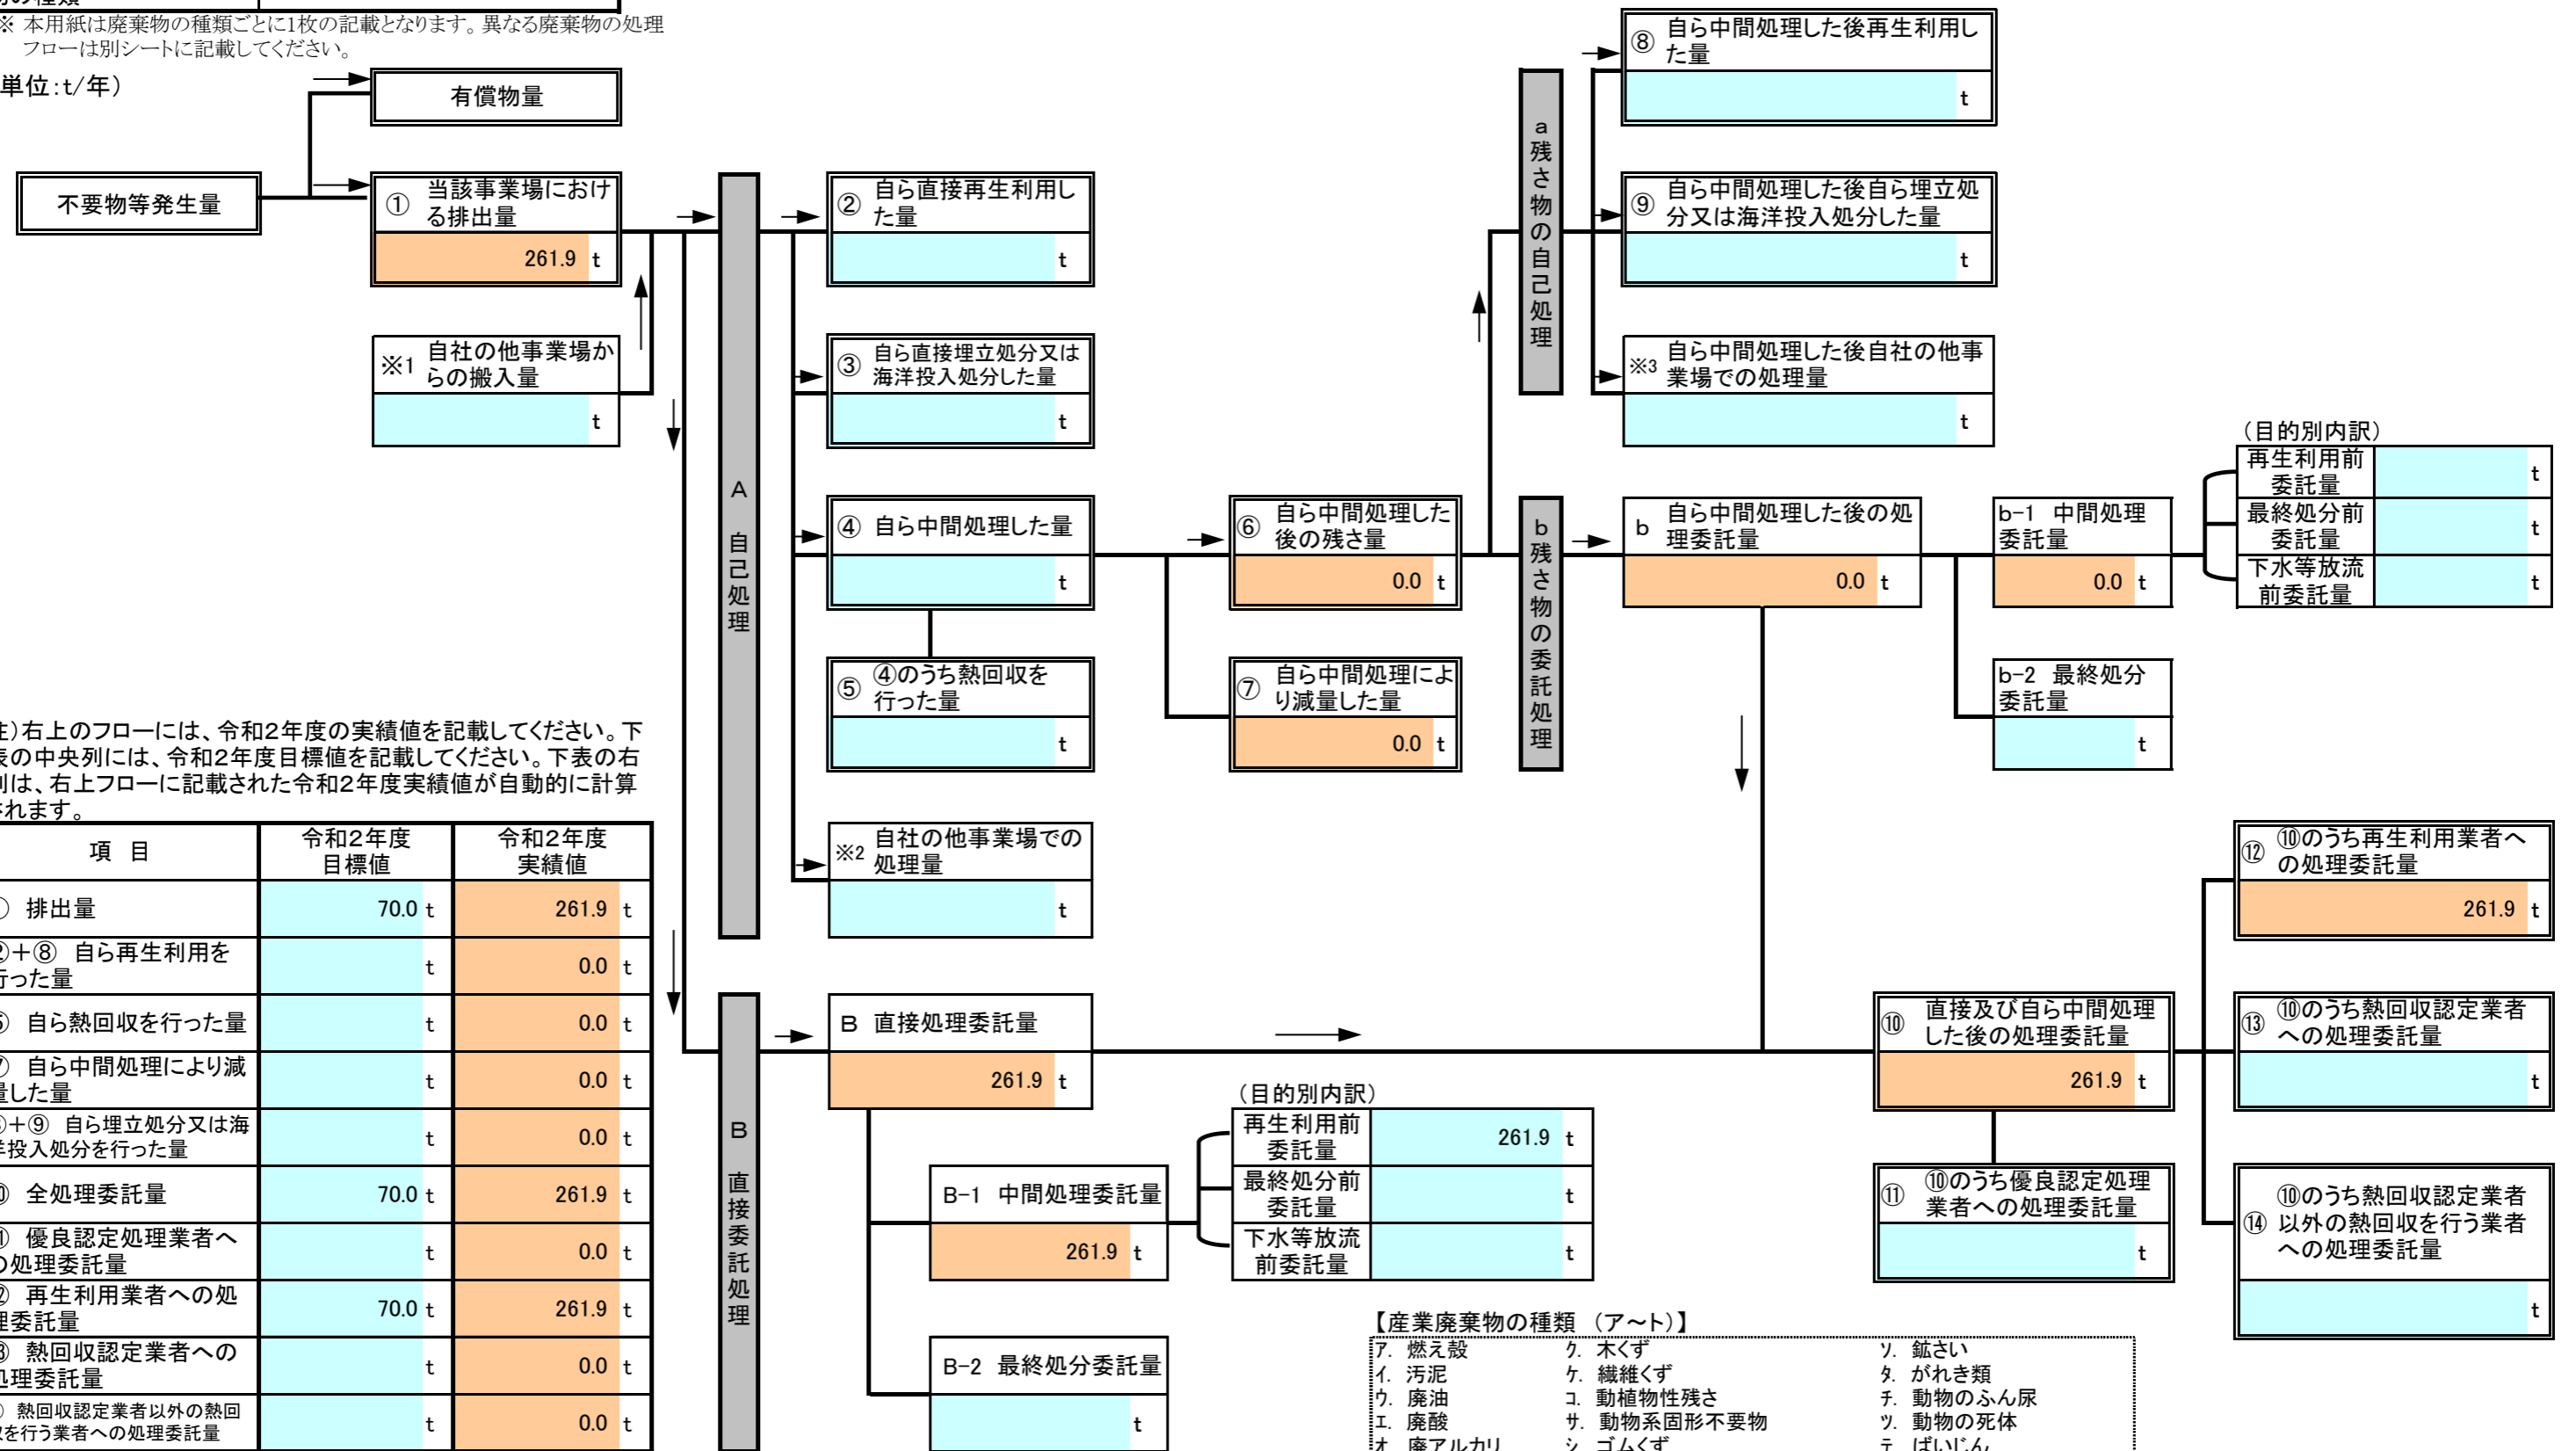 ※ 本用紙は廃棄物の種類ごとに1枚の記載となります。異なる廃棄物の処理
フローは別シートに記載してください。
単位:t/年)
有償物量
不要物等発生量
① 当該事業場におけ
る排出量
261.9 t
※1 自社の他事業場か
らの搬入量
t
A 自己処理
② 自ら直接再生利用し
た量
t
③ 自ら直接埋立処分又は
海洋投入処分した量
t
④ 自ら中間処理した量
t
⑤ ④のうち熱回収を
行った量
t
※2 自社の他事業場での
処理量
t
⑥ 自ら中間処理した
後の残さ量
0.0 t
⑦ 自ら中間処理によ
り減量した量
0.0 t
a 残さ物の自己処理
⑧ 自ら中間処理した後再生利用し
た量
t
⑨ 自ら中間処理した後自ら埋立処
分又は海洋投入処分した量
t
※3 自ら中間処理した後自社の他事
業場での処理量
t
b 残さ物の委託処理
b 自ら中間処理した後の処
理委託量
0.0 t
b-1 中間処理
委託量
0.0 t
(目的別内訳)
再生利用前
委託量 t
最終処分前
委託量 t
下水等放流
前委託量 t
b-2 最終処分
委託量
t
注)右上のフローには、令和2年度の実績値を記載してください。下
表の中央列には、令和2年度目標値を記載してください。下表の右
列は、右上フローに記載された令和2年度実績値が自動的に計算
されます。
項 目 令和2年度 目標値 令和2年度 実績値
排出量 70.0 t 261.9 t
+⑧ 自ら再生利用を
行った量 t 0.0 t
自ら熱回収を行った量 t 0.0 t
自ら中間処理により減
量した量 t 0.0 t
+⑨ 自ら埋立処分又は海
洋投入処分を行った量 t 0.0 t
全処理委託量 70.0 t 261.9 t
優良認定処理業者へ
の処理委託量 t 0.0 t
再生利用業者への処
理委託量 70.0 t 261.9 t
熱回収認定業者への
処理委託量 t 0.0 t
熱回収認定業者以外の熱回
収を行う業者への処理委託量 t 0.0 t
B 直接委託処理
B 直接処理委託量
261.9 t
B-1 中間処理委託量
261.9 t
(目的別内訳)
再生利用前
委託量 261.9 t
最終処分前
委託量 t
下水等放流
前委託量 t
B-2 最終処分委託量
t
⑩ 直接及び自ら中間処理
した後の処理委託量
261.9 t
⑪ ⑩のうち優良認定処理
業者への処理委託量
t
⑫ ⑩のうち再生利用業者へ
の処理委託量
261.9 t
⑬ ⑩のうち熱回収認定業者
への処理委託量
t
⑭ ⑩のうち熱回収認定業者
以外の熱回収を行う業者
への処理委託量
t
【産業廃棄物の種類 (ア~ト)】
ア. 燃え殻 ク. 木くず ソ. 鉱さい
イ. 汚泥 ケ. 繊維くず タ. がれき類
ウ. 廃油 コ. 動植物性残さ チ. 動物のふん尿
エ. 廃酸 サ. 動物系固形不要物 ツ. 動物の死体
オ. 廃アルカリ シ. ゴムくず テ. ばいじん